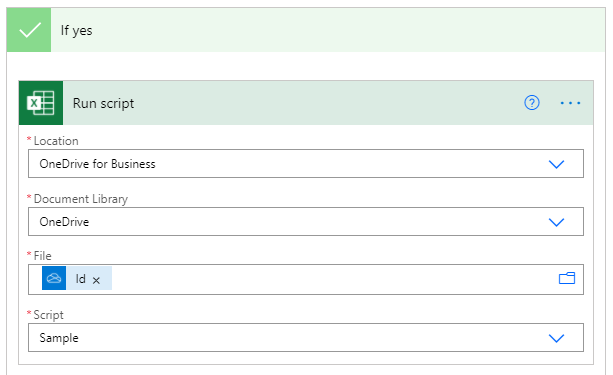 If yes
Run script
* Location
OneDrive for Business
* Document Library
OneDrive
* File
Id ×
* Script
Sample